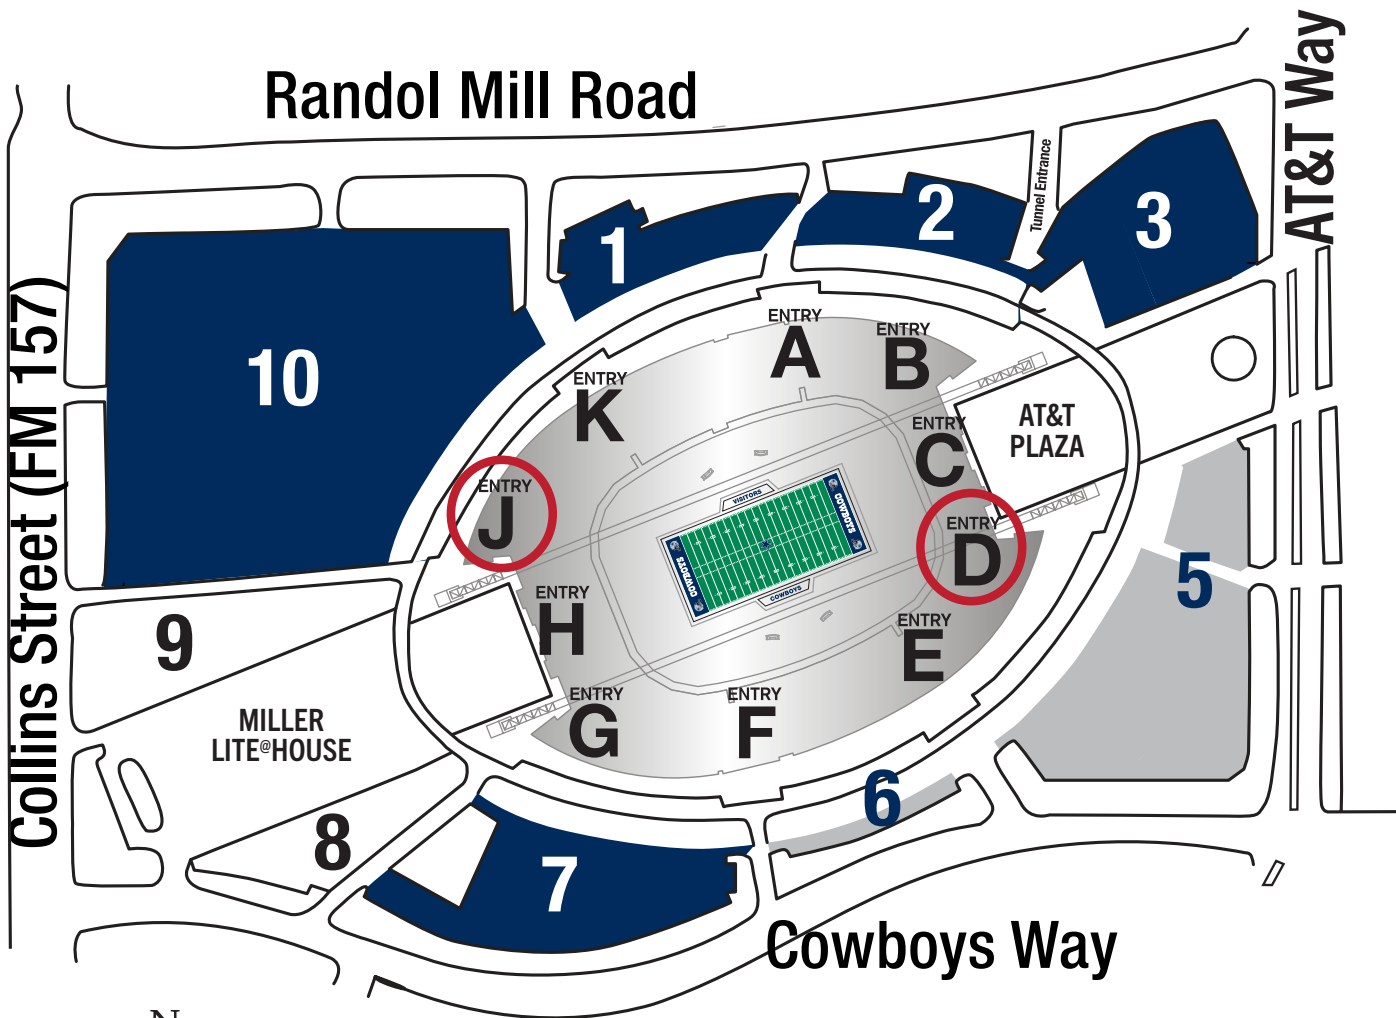 Randol Mill Road
AT&T Way
Tunnel Entrance
1
2
3
Collins Street (FM 157)
10
ENTRY
A
ENTRY
B
ENTRY
K
ENTRY
C
AT&T
PLAZA
ENTRY
J
VISITORS
COWBOYS
ENTRY
D
COWBOYS
COWBOYS
5
ENTRY
H
ENTRY
E
9
ENTRY
G
ENTRY
F
MILLER
LITE®HOUSE
6
8
7
Cowboys Way
N